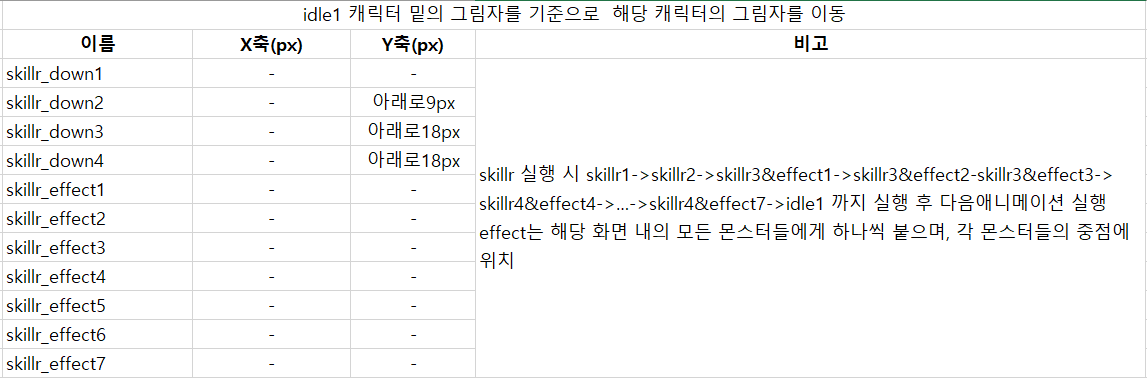 idle1 캐릭터 밑의 그림자를 기준으로  해당 캐릭터의 그림자를 이동
이름 X축(px) Y축(px) 비고
skillr_down1 - -
skillr_down2 - 아래로9px
skillr_down3 - 아래로18px
skillr_down4 - 아래로18px
skillr_effect1 - -
skillr_effect2 - -
skillr_effect3 - -
skillr_effect4 - -
skillr_effect5 - -
skillr_effect6 - -
skillr_effect7 - -
skillr 실행 시 skillr1->skillr2->skillr3&effect1->skillr3&effect2-skillr3&effect3->
skillr4&effect4->...->skillr4&effect7->idle1 까지 실행 후 다음애니메이션 실행
effect는 해당 화면 내의 모든 몬스터들에게 하나씩 붙으며, 각 몬스터들의 중점에
위치